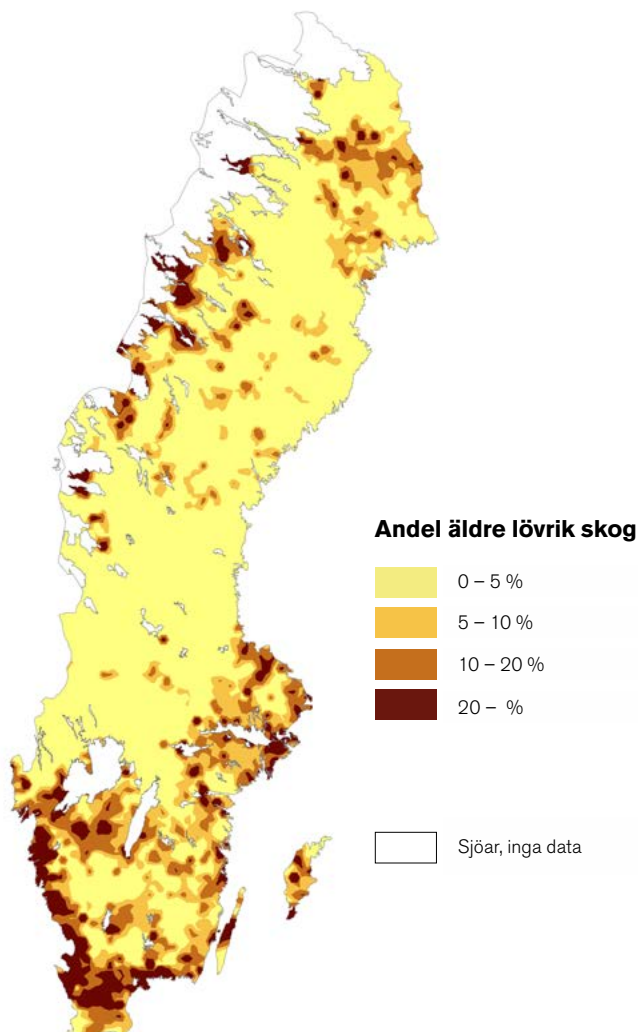 Andel äldre lövrik skog
0 – 5 %
5 – 10 %
10 – 20 %
20 – %
Sjöar, inga data